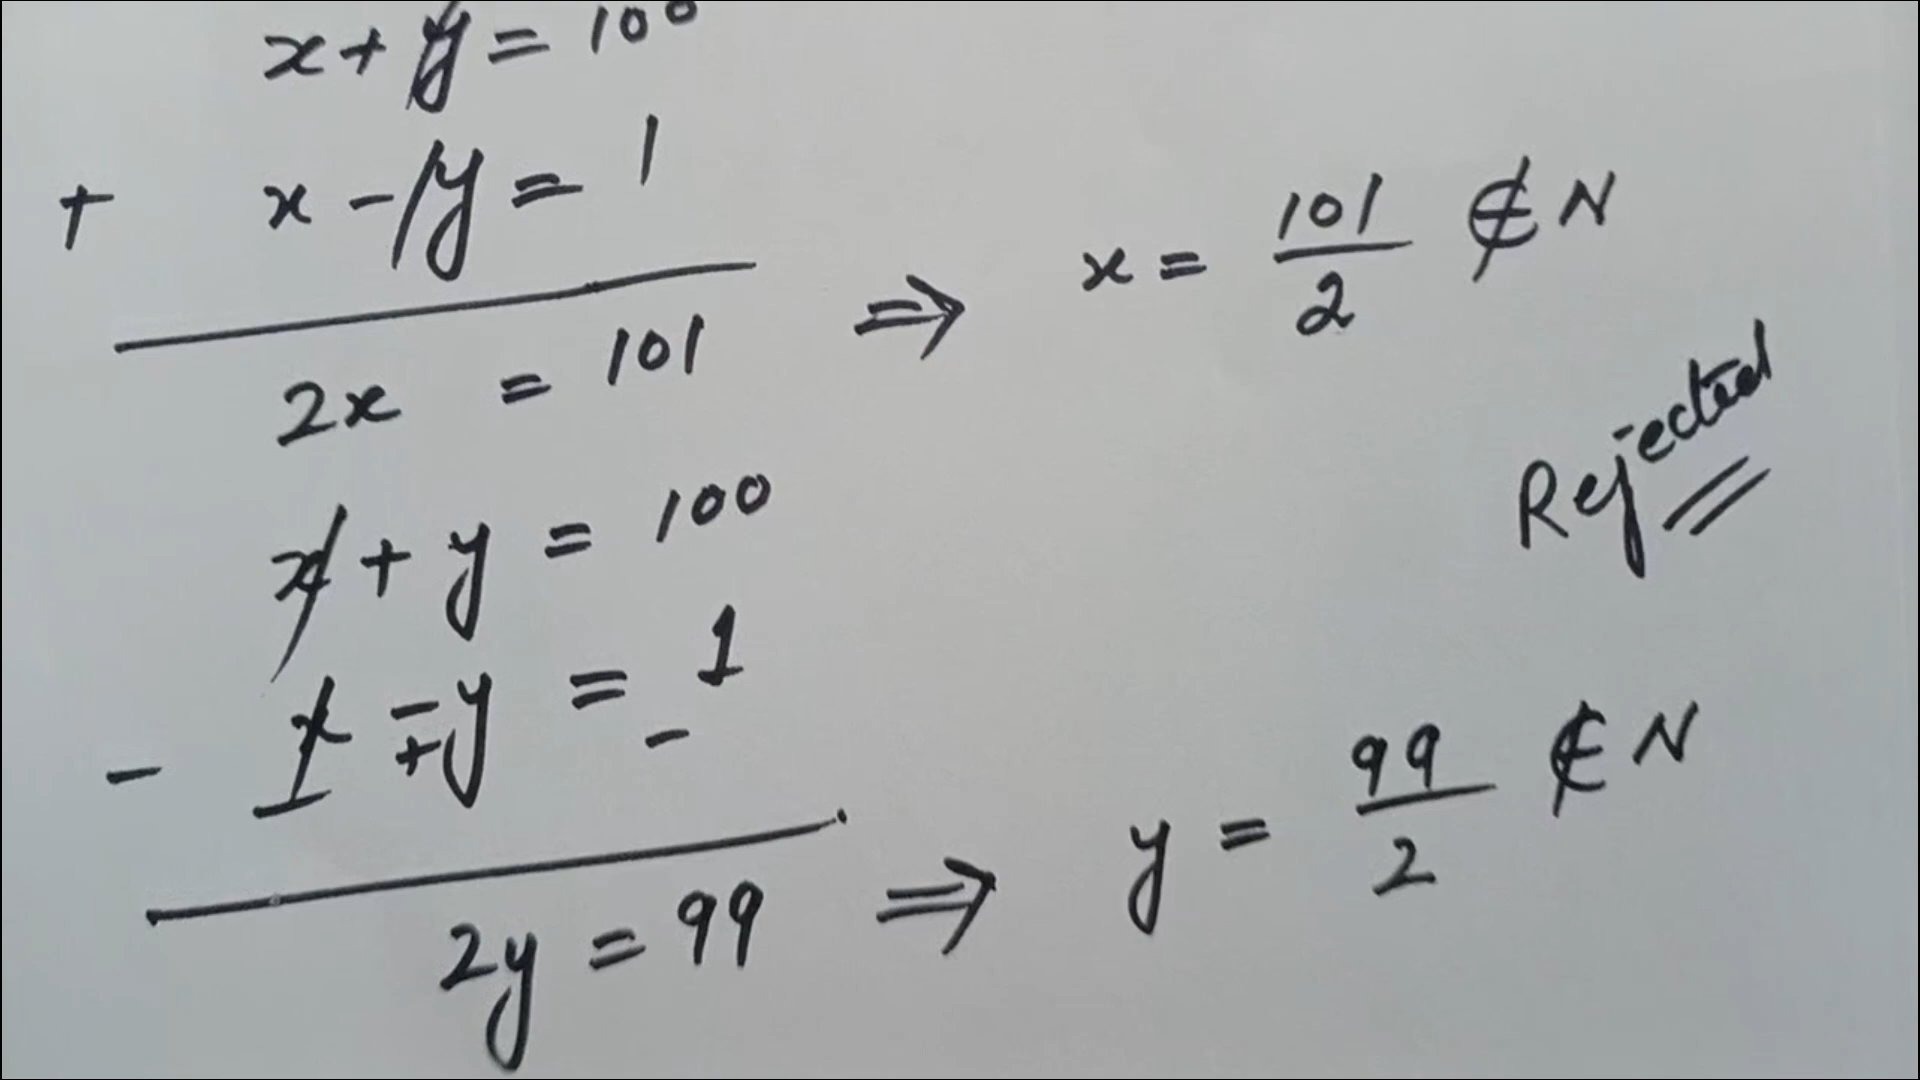 x + y = 100
+ x - y = 1
2x = 101 ⇒ x = 101/2 ∉ N
Rejected
x + y = 100
- x - y = 1
- + -
2y = 99 ⇒ y = 99/2 ∉ N